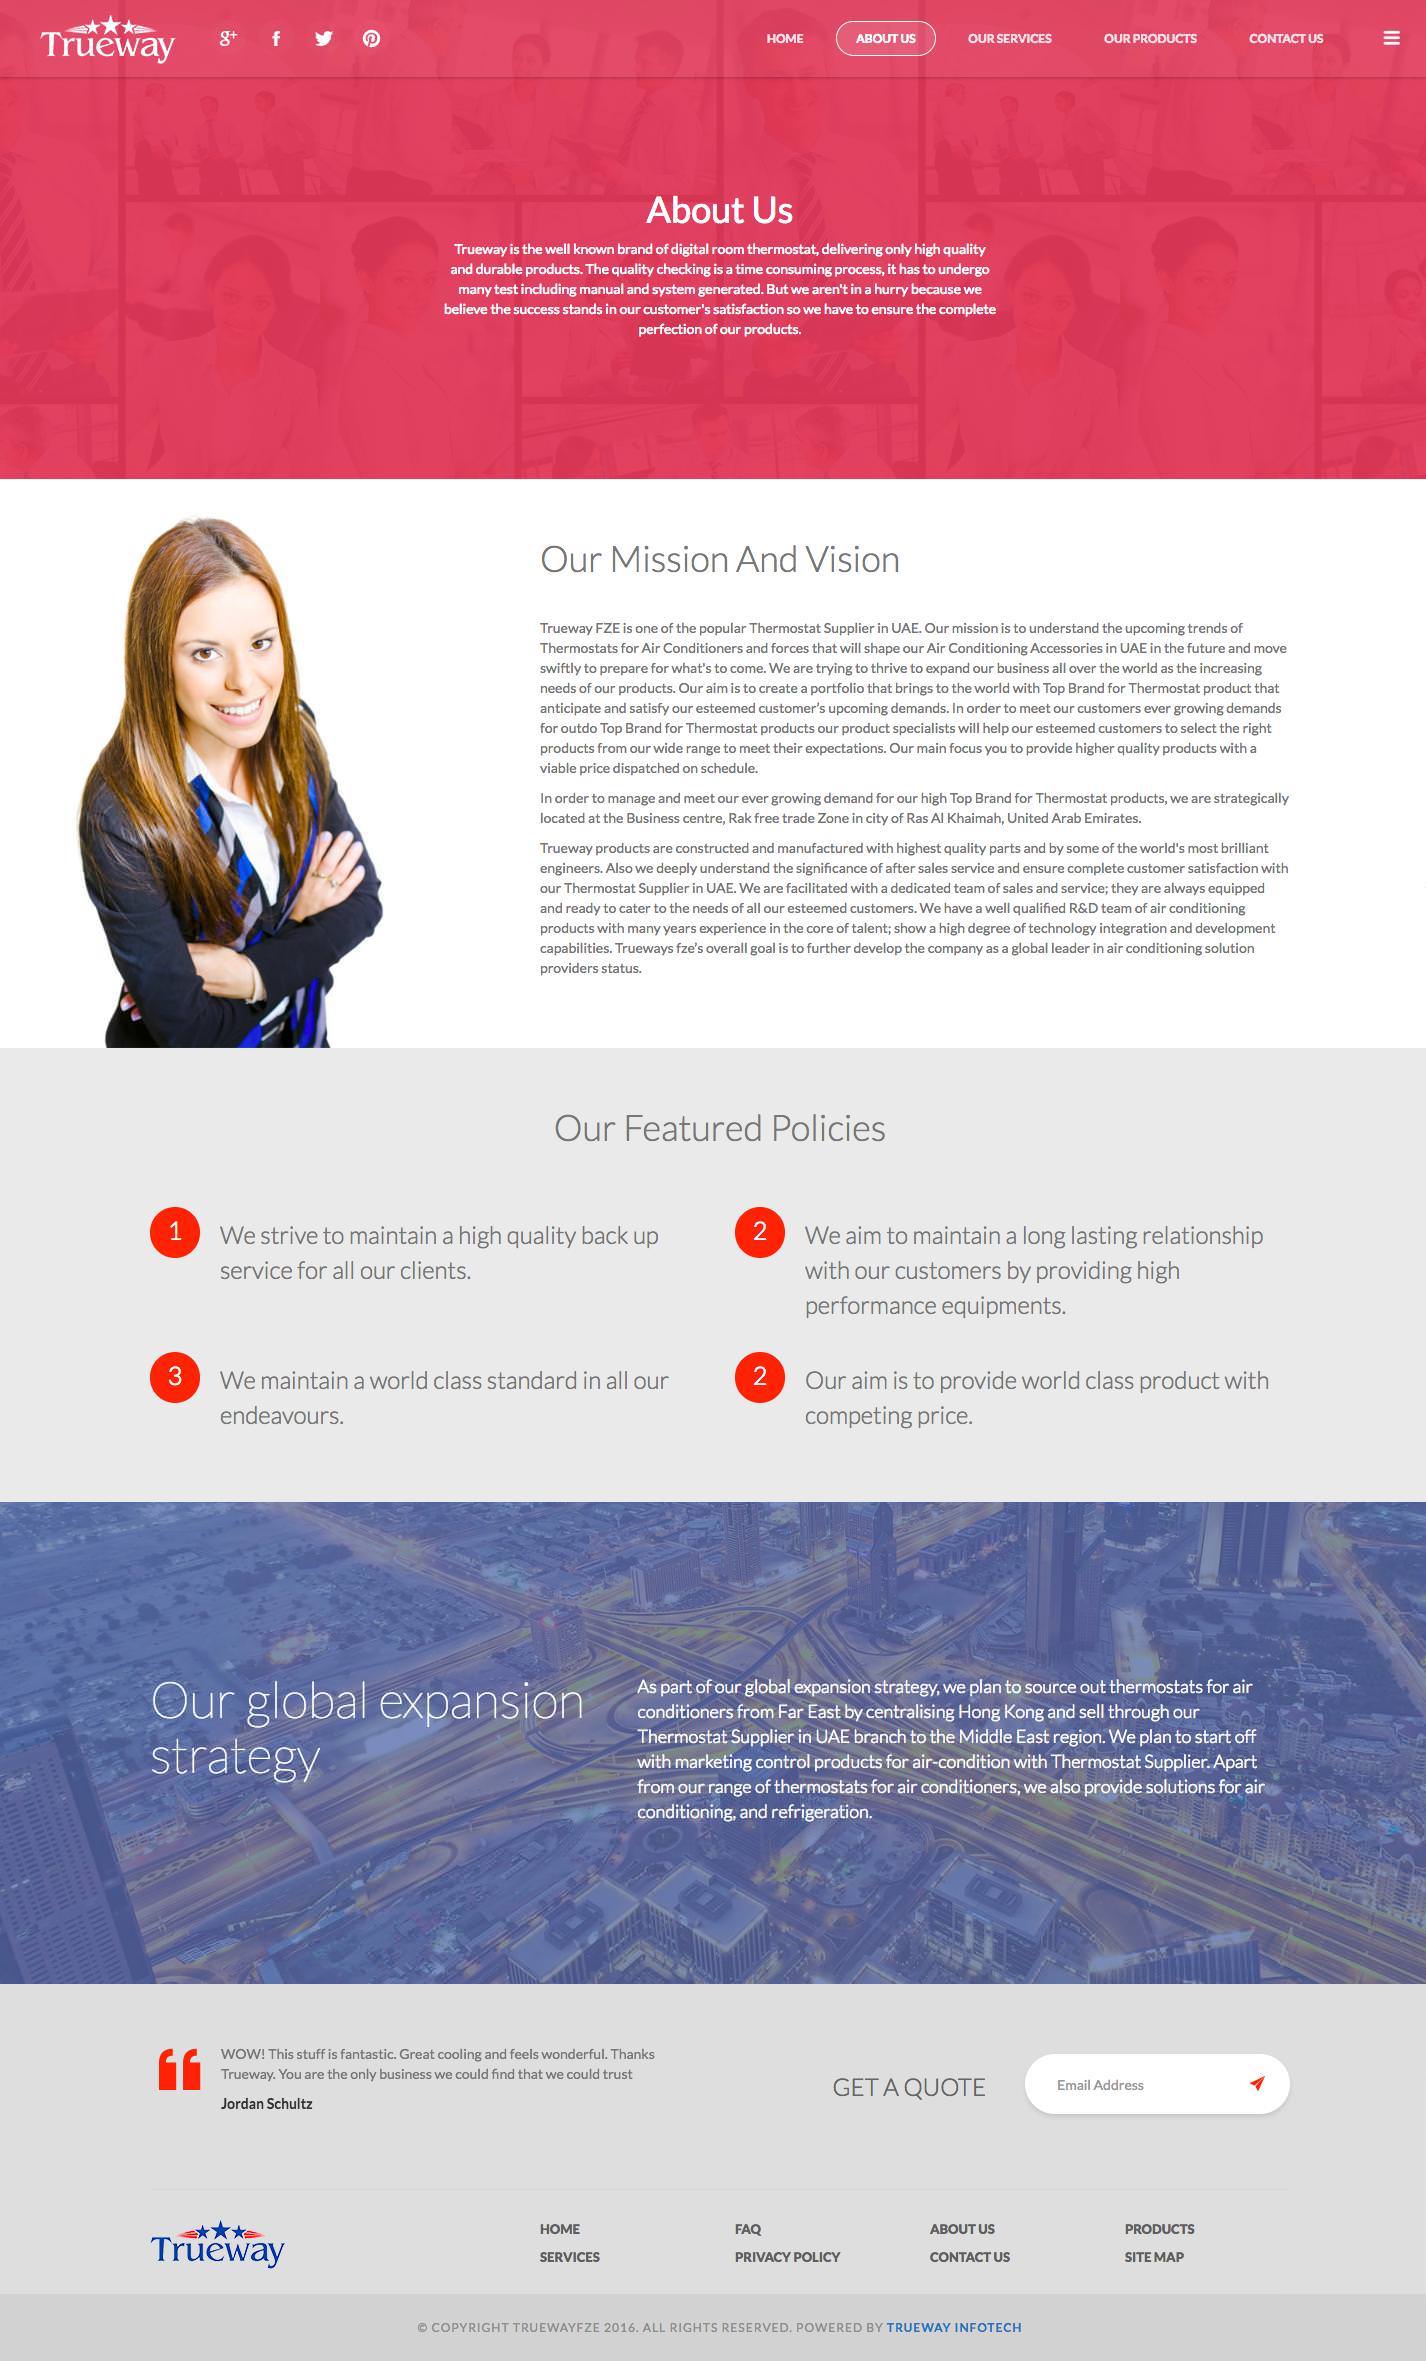 Trueway
g+
HOME
ABOUT US
OUR SERVICES
OUR PRODUCTS
CONTACT US
About Us
Trueway is the well known brand of digital room thermostat, delivering only high quality
and durable products. The quality checking is a time consuming process, it has to undergo
many test including manual and system generated. But we aren't in a hurry because we
believe the success stands in our customer's satisfaction so we have to ensure the complete
perfection of our products.
Our Mission And Vision
Trueway FZE is one of the popular Thermostat Supplier in UAE. Our mission is to understand the upcoming trends of
Thermostats for Air Conditioners and forces that will shape our Air Conditioning Accessories in UAE in the future and move
swiftly to prepare for what's to come. We are trying to thrive to expand our business all over the world as the increasing
needs of our products. Our aim is to create a portfolio that brings to the world with Top Brand for Thermostat product that
anticipate and satisfy our esteemed customer's upcoming demands. In order to meet our customers ever growing demands
for outdo Top Brand for Thermostat products our product specialists will help our esteemed customers to select the right
products from our wide range to meet their expectations. Our main focus you to provide higher quality products with a
viable price dispatched on schedule.
In order to manage and meet our ever growing demand for our high Top Brand for Thermostat products, we are strategically
located at the Business centre, Rak free trade Zone in city of Ras Al Khaimah, United Arab Emirates.
Trueway products are constructed and manufactured with highest quality parts and by some of the world's most brilliant
engineers. Also we deeply understand the significance of after sales service and ensure complete customer satisfaction with
our Thermostat Supplier in UAE. We are facilitated with a dedicated team of sales and service; they are always equipped
and ready to cater to the needs of all our esteemed customers. We have a well qualified R&D team of air conditioning
products with many years experience in the core of talent; show a high degree of technology integration and development
capabilities. Trueways fze's overall goal is to further develop the company as a global leader in air conditioning solution
providers status.
Our Featured Policies
1
We strive to maintain a high quality back up
service for all our clients.
2
We aim to maintain a long lasting relationship
with our customers by providing high
performance equipments.
3
We maintain a world class standard in all our
endeavours.
2
Our aim is to provide world class product with
competing price.
Our global expansion
strategy
As part of our global expansion strategy, we plan to source out thermostats for air
conditioners from Far East by centralising Hong Kong and sell through our
Thermostat Supplier in UAE branch to the Middle East region. We plan to start off
with marketing control products for air-condition with Thermostat Supplier. Apart
from our range of thermostats for air conditioners, we also provide solutions for air
conditioning, and refrigeration.
WOW! This stuff is fantastic. Great cooling and feels wonderful. Thanks
Trueway. You are the only business we could find that we could trust
Jordan Schultz
GET A QUOTE
Email Address
Trueway
HOME
FAQ
ABOUT US
PRODUCTS
SERVICES
PRIVACY POLICY
CONTACT US
SITE MAP
© COPYRIGHT TRUEWAYFZE 2016. ALL RIGHTS RESERVED. POWERED BY TRUEWAY INFOTECH